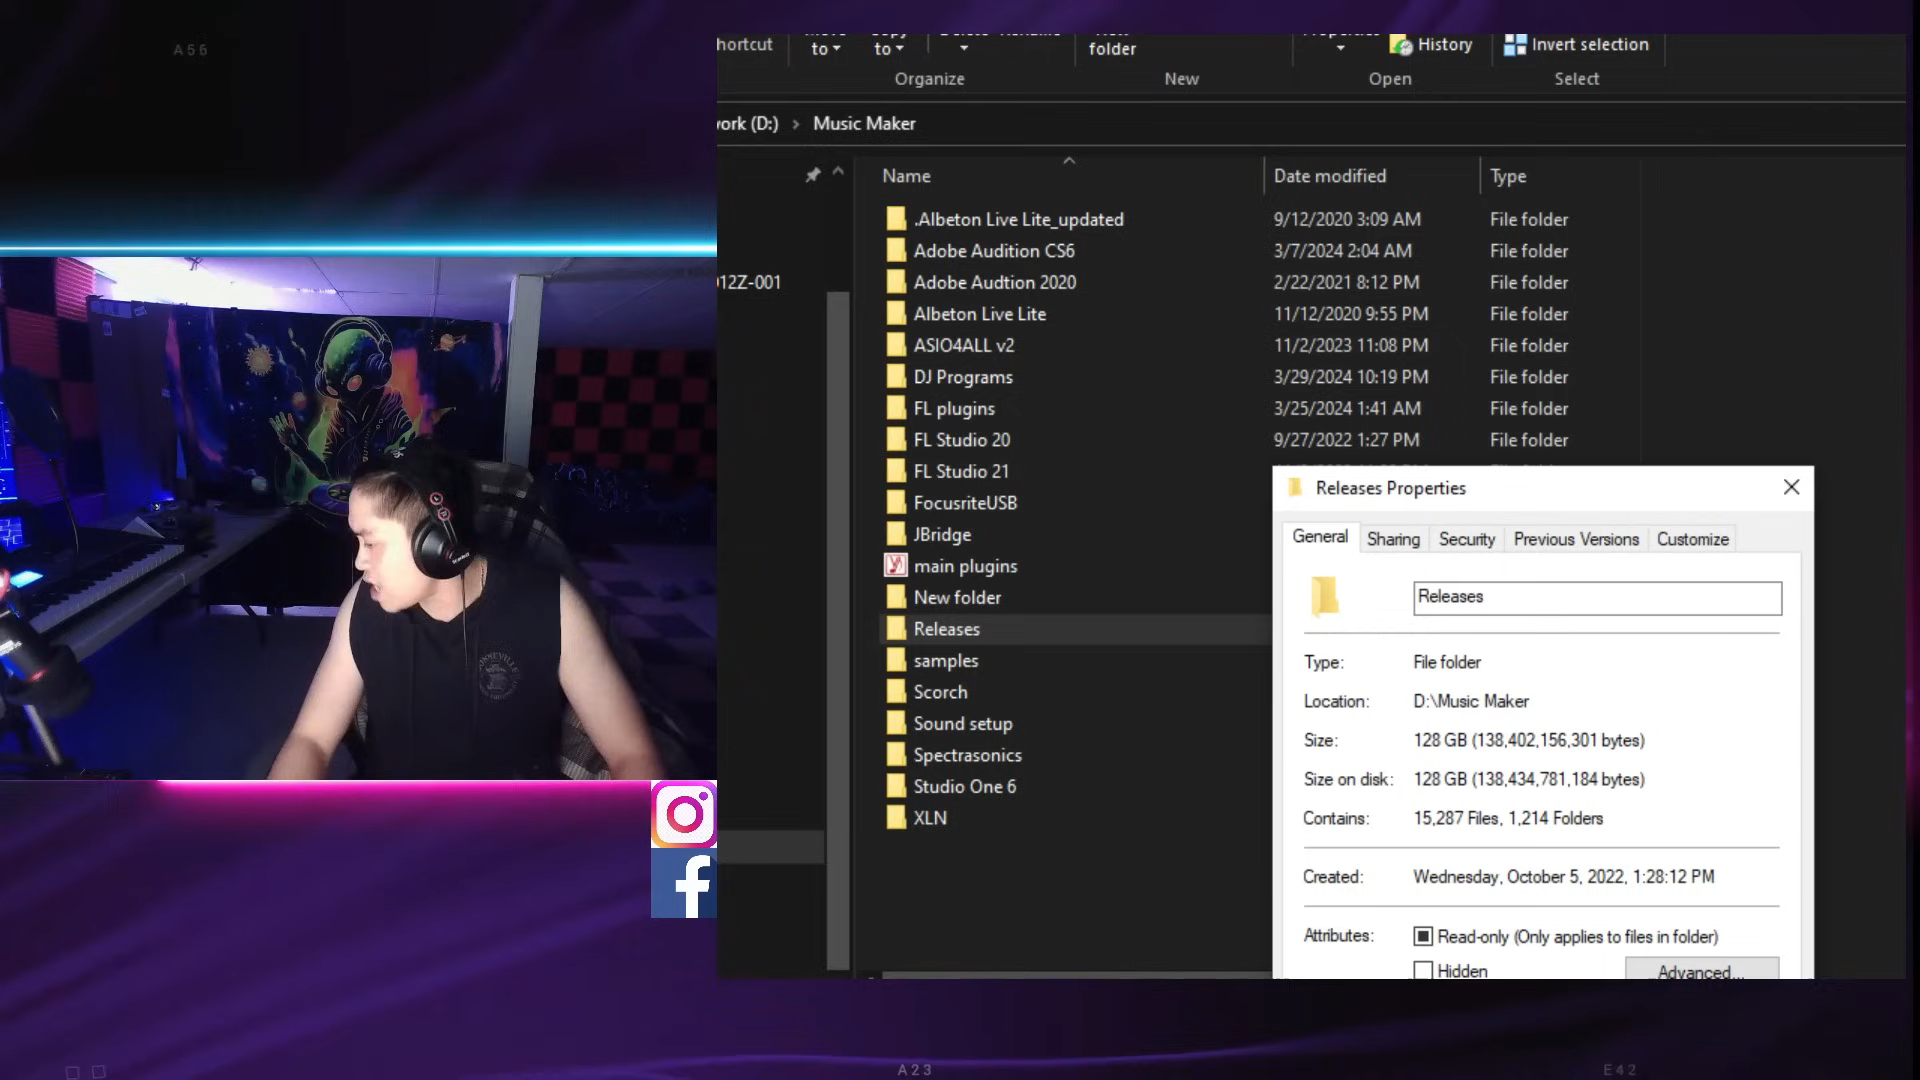 A56
hortcut
to
to
folder
History
Invert selection
Organize
New
Open
Select
ork (D:) > Music Maker
Name
Date modified
Type
012Z-001
.Albeton Live Lite_updated 9/12/2020 3:09 AM File folder
Adobe Audition CS6 3/7/2024 2:04 AM File folder
Adobe Audtion 2020 2/22/2021 8:12 PM File folder
Albeton Live Lite 11/12/2020 9:55 PM File folder
ASIO4ALL v2 11/2/2023 11:08 PM File folder
DJ Programs 3/29/2024 10:19 PM File folder
FL plugins 3/25/2024 1:41 AM File folder
FL Studio 20 9/27/2022 1:27 PM File folder
FL Studio 21
FocusriteUSB
JBridge
main plugins
New folder
Releases
samples
Scorch
Sound setup
Spectrasonics
Studio One 6
XLN
Releases Properties
General Sharing Security Previous Versions Customize
Releases
Type: File folder
Location: D:\Music Maker
Size: 128 GB (138,402,156,301 bytes)
Size on disk: 128 GB (138,434,781,184 bytes)
Contains: 15,287 Files, 1,214 Folders
Created: Wednesday, October 5, 2022, 1:28:12 PM
Attributes: Read-only (Only applies to files in folder)
Hidden
Advanced...
A23
E42